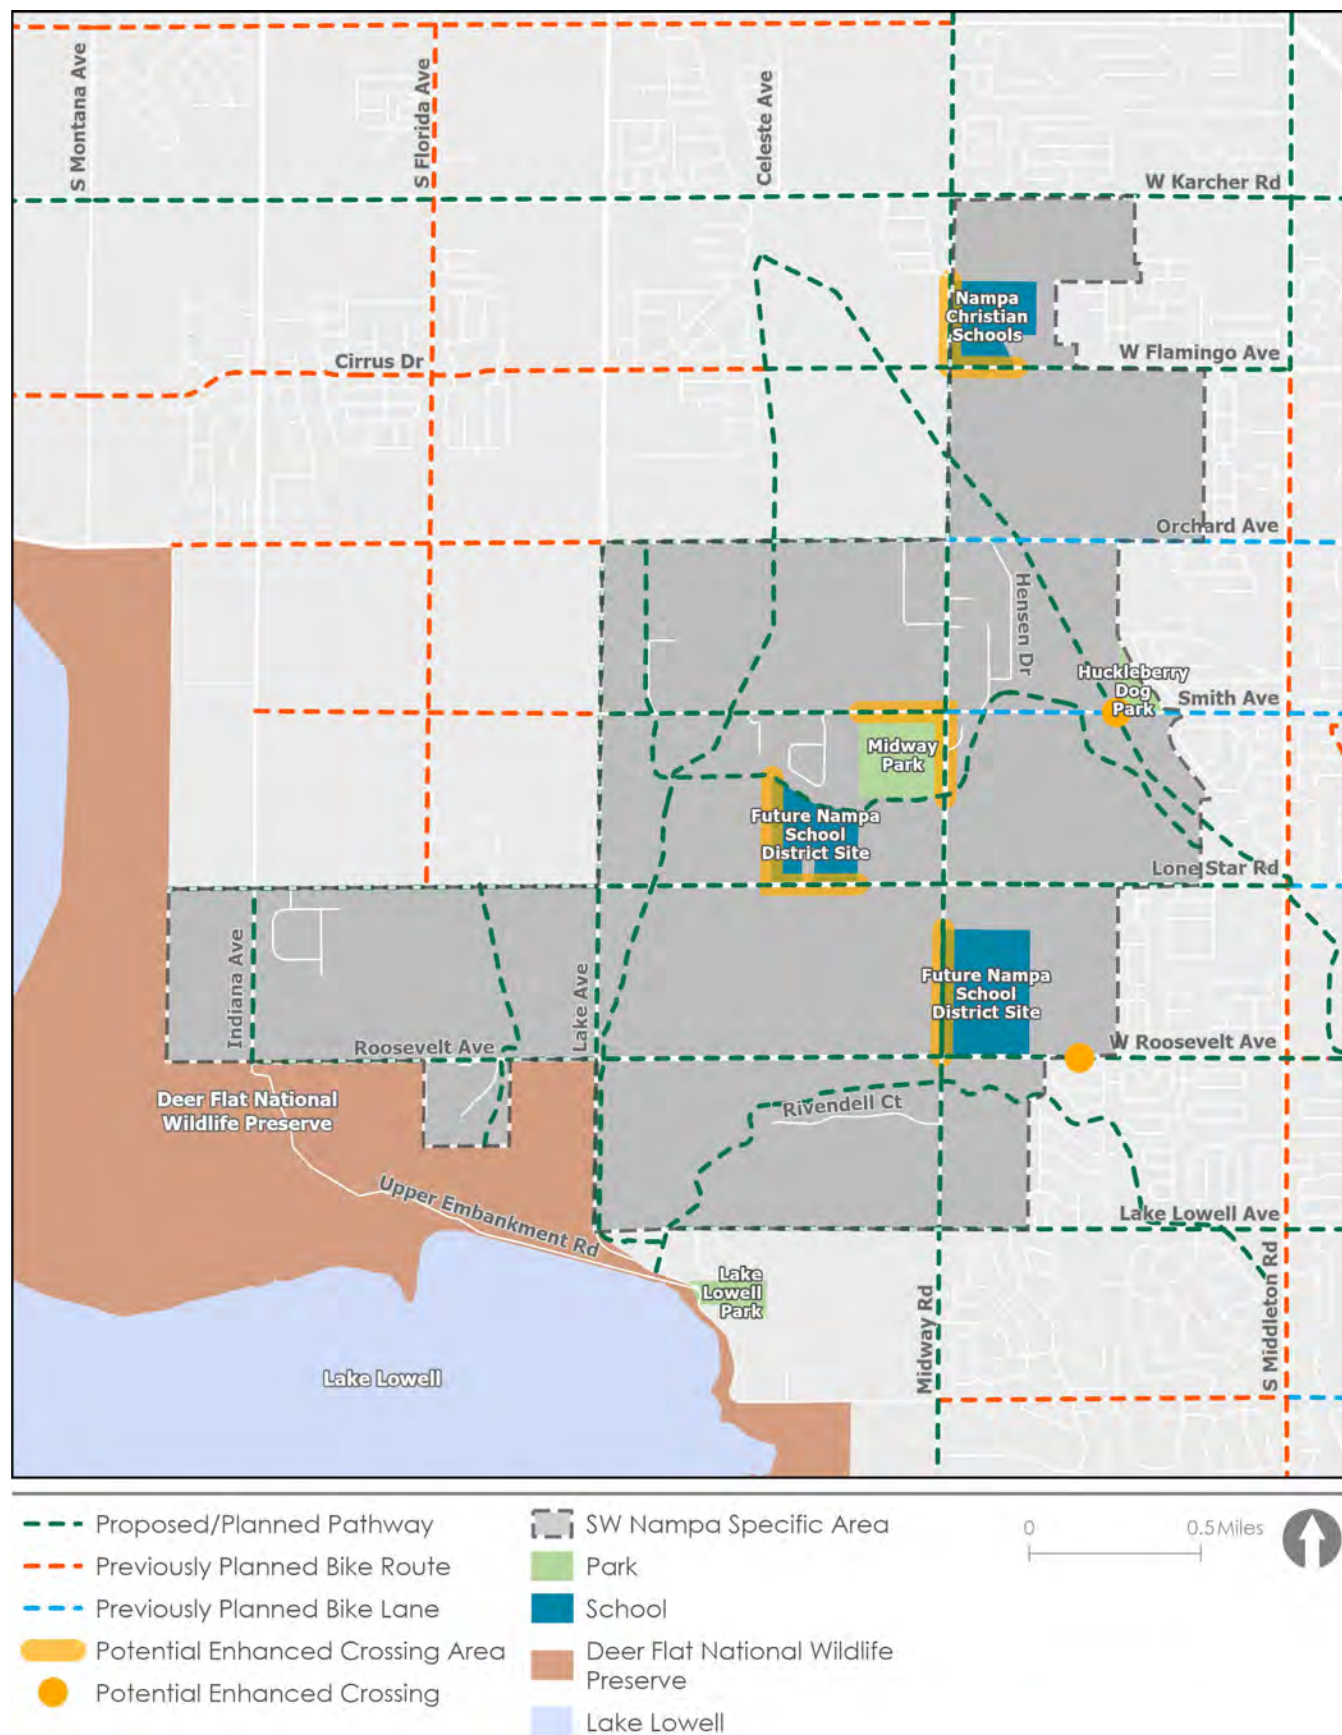 S Montana Ave
S Florida Ave
Celeste Ave
W Karcher Rd
Nampa
Christian
Schools
W Flamingo Ave
Cirrus Dr
Orchard Ave
Hensen Dr
Huckleberry
Dog
Park
Smith Ave
Midway
Park
Future Nampa
School
District Site
Lone Star Rd
Indiana Ave
Lake Ave
Future Nampa
School
District Site
Roosevelt Ave
W Roosevelt Ave
Deer Flat National
Wildlife Preserve
Rivendell Ct
Upper Embankment Rd
Lake Lowell Ave
Lake
Lowell
Park
Midway Rd
S Middleton Rd
Lake Lowell
Proposed/Planned Pathway
Previously Planned Bike Route
Previously Planned Bike Lane
Potential Enhanced Crossing Area
Potential Enhanced Crossing
SW Nampa Specific Area
Park
School
Deer Flat National Wildlife
Preserve
Lake Lowell
0 0.5 Miles